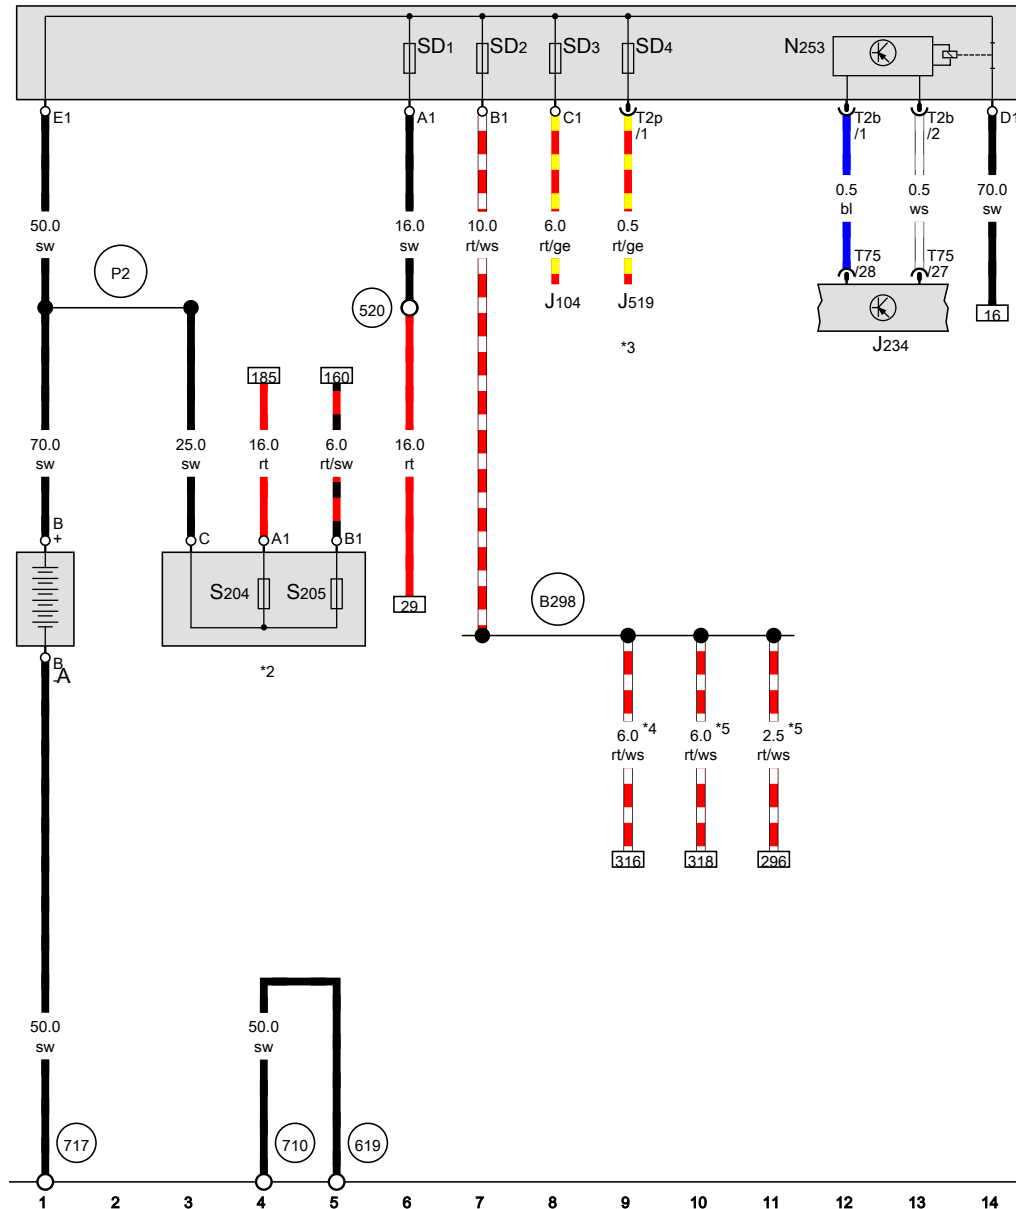 SD1 SD2 SD3 SD4 N253
E1 A1 B1 C1 T2p/1 T2b/1 T2b/2 D1
50.0 sw
16.0 sw
10.0 rt/ws
6.0 rt/ge
0.5 rt/ge
0.5 bl
0.5 ws
70.0 sw
P2
520
J104
J519
*3
T75/28
T75/27
J234
16
185
160
70.0 sw
25.0 sw
16.0 rt
6.0 rt/sw
16.0 rt
B+
C
A1
B1
S204 S205
29
B298
B-
A
*2
6.0 *4 rt/ws
6.0 *5 rt/ws
2.5 *5 rt/ws
316
318
296
50.0 sw
50.0 sw
717
710
619
1 2 3 4 5 6 7 8 9 10 11 12 13 14